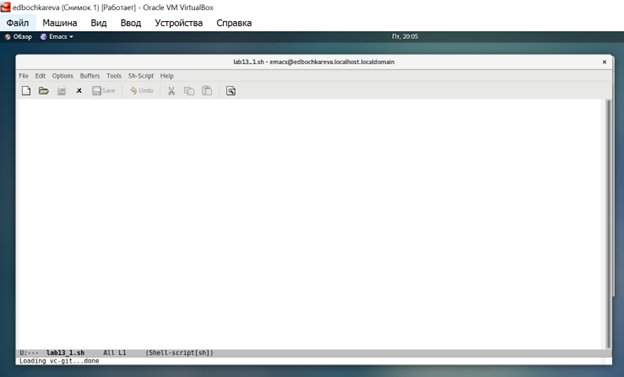 edbochkareva (Снимок 1) [Работает] - Oracle VM VirtualBox
Файл Машина Вид Ввод Устройства Справка
Обзор Emacs Пт, 20:05
lab13_1.sh - emacs@edbochkareva.localhost.localdomain
File Edit Options Buffers Tools Sh-Script Help
Save Undo
U:--- lab13_1.sh All L1 (Shell-script[sh])
Loading vc-git...done